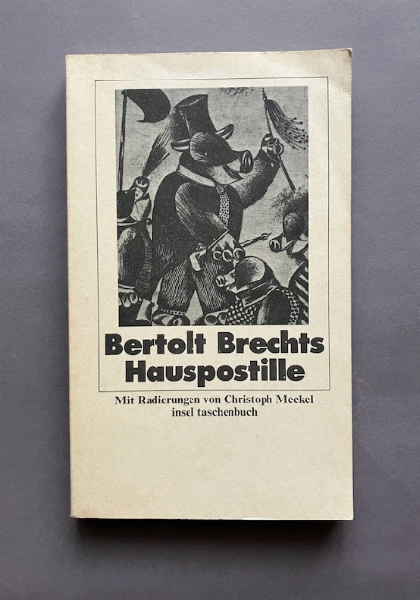 Bertolt Brechts
Hauspostille
Mit Radierungen von Christoph Meckel
insel taschenbuch